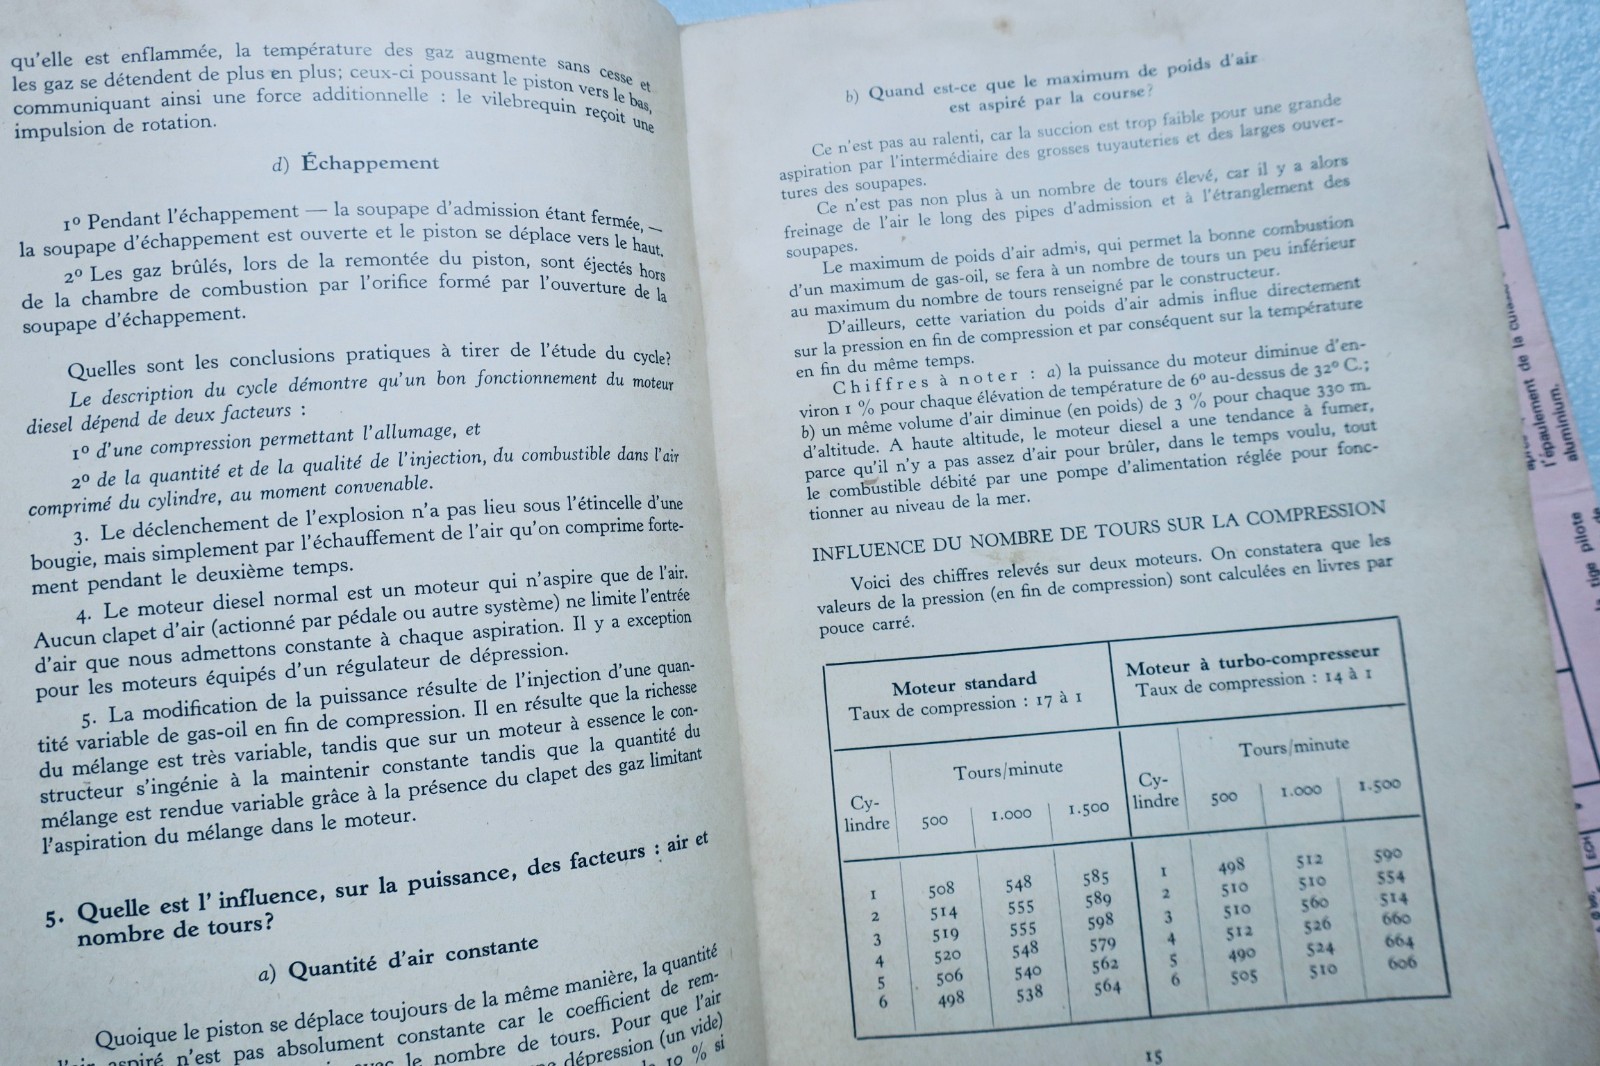 qu'elle est enflammée, la température des gaz augmente sans cesse et
les gaz se détendent de plus en plus; ceux-ci poussant le piston vers le bas,
communiquant ainsi une force additionnelle : le vilebrequin reçoit une
impulsion de rotation.
d) Échappement
1º Pendant l'échappement — la soupape d'admission étant fermée, —
la soupape d'échappement est ouverte et le piston se déplace vers le haut.
2º Les gaz brûlés, lors de la remontée du piston, sont éjectés hors
de la chambre de combustion par l'orifice formé par l'ouverture de la
soupape d'échappement.
Quelles sont les conclusions pratiques à tirer de l'étude du cycle?
Le description du cycle démontre qu'un bon fonctionnement du moteur
diesel dépend de deux facteurs :
1º d'une compression permettant l'allumage, et
2º de la quantité et de la qualité de l'injection, du combustible dans l'air
comprimé du cylindre, au moment convenable.
3. Le déclenchement de l'explosion n'a pas lieu sous l'étincelle d'une
bougie, mais simplement par l'échauffement de l'air qu'on comprime forte-
ment pendant le deuxième temps.
4. Le moteur diesel normal est un moteur qui n'aspire que de l'air.
Aucun clapet d'air (actionné par pédale ou autre système) ne limite l'entrée
d'air que nous admettons constante à chaque aspiration. Il y a exception
pour les moteurs équipés d'un régulateur de dépression.
5. La modification de la puissance résulte de l'injection d'une quan-
tité variable de gas-oil en fin de compression. Il en résulte que la richesse
du mélange est très variable, tandis que sur un moteur à essence le con-
structeur s'ingénie à la maintenir constante tandis que la quantité du
mélange est rendue variable grâce à la présence du clapet des gaz limitant
l'aspiration du mélange dans le moteur.
5. Quelle est l'influence, sur la puissance, des facteurs : air et
nombre de tours?
a) Quantité d'air constante
Quoique le piston se déplace toujours de la même manière, la quantité
aspiré n'est pas absolument constante car le coefficient de rem-
le nombre de tours. Pour que l'air
dépression (un vide)
10 % si
b) Quand est-ce que le maximum de poids d'air
est aspiré par la course?
Ce n'est pas au ralenti, car la succion est trop faible pour une grande
aspiration par l'intermédiaire des grosses tuyauteries et des larges ouver-
tures des soupapes.
Ce n'est pas non plus à un nombre de tours élevé, car il y a alors
freinage de l'air le long des pipes d'admission et à l'étranglement des
soupapes.
Le maximum de poids d'air admis, qui permet la bonne combustion
d'un maximum de gas-oil, se fera à un nombre de tours un peu inférieur
au maximum du nombre de tours renseigné par le constructeur.
D'ailleurs, cette variation du poids d'air admis influe directement
sur la pression en fin de compression et par conséquent sur la température
en fin du même temps.
Chiffres à noter : a) la puissance du moteur diminue d'en-
viron 1 % pour chaque élévation de température de 6º au-dessus de 32º C.;
b) un même volume d'air diminue (en poids) de 3 % pour chaque 330 m.
d'altitude. A haute altitude, le moteur diesel a une tendance à fumer,
parce qu'il n'y a pas assez d'air pour brûler, dans le temps voulu, tout
le combustible débité par une pompe d'alimentation réglée pour fonc-
tionner au niveau de la mer.
INFLUENCE DU NOMBRE DE TOURS SUR LA COMPRESSION
Voici des chiffres relevés sur deux moteurs. On constatera que les
valeurs de la pression (en fin de compression) sont calculées en livres par
pouce carré.
Moteur standard
Taux de compression : 17 à 1
Moteur à turbo-compresseur
Taux de compression : 14 à 1
Cy-
lindre
Tours/minute
500 1.000 1.500
Cy-
lindre
Tours/minute
500 1.000 1.500
1 508 548 585 1 498 512 590
2 514 555 589 2 510 510 554
3 519 555 598 3 510 560 514
4 520 548 579 4 512 526 660
5 506 540 562 5 490 524 664
6 498 538 564 6 505 510 606
15
l'épaulement de la
aluminium.
tige pilote
ECH